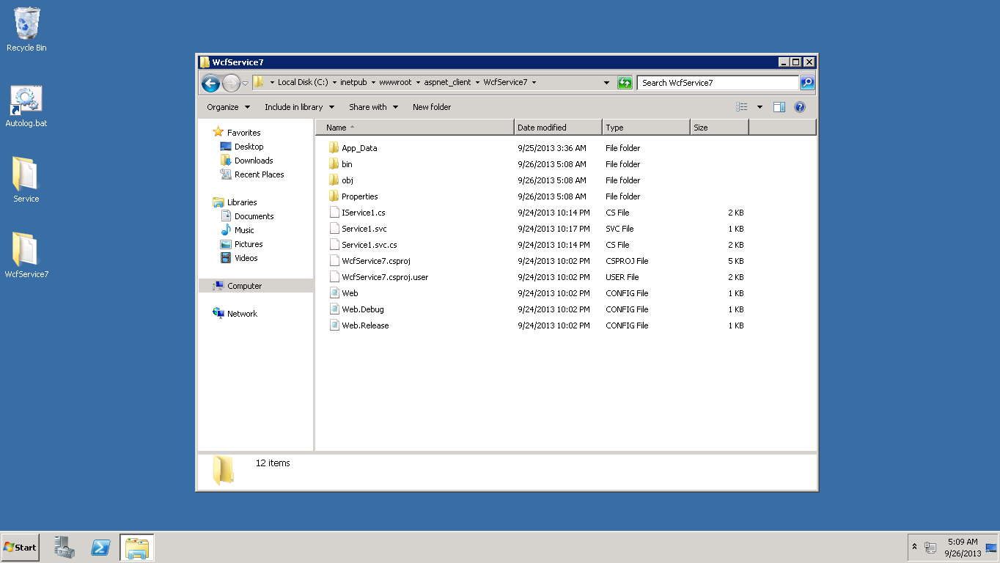 Recycle Bin
Autolog.bat
Service
WcfService7
WcfService7
Local Disk (C:) inetpub wwwroot aspnet_client WcfService7
Search WcfService7
Organize Include in library Share with New folder
Favorites
Desktop
Downloads
Recent Places
Libraries
Documents
Music
Pictures
Videos
Computer
Network
Name Date modified Type Size
App_Data 9/25/2013 3:36 AM File folder
bin 9/26/2013 5:08 AM File folder
obj 9/26/2013 5:08 AM File folder
Properties 9/26/2013 5:08 AM File folder
IService1.cs 9/24/2013 10:14 PM CS File 2 KB
Service1.svc 9/24/2013 10:17 PM SVC File 1 KB
Service1.svc.cs 9/24/2013 10:14 PM CS File 2 KB
WcfService7.csproj 9/24/2013 10:02 PM CSPROJ File 5 KB
WcfService7.csproj.user 9/24/2013 10:02 PM USER File 2 KB
Web 9/24/2013 10:02 PM CONFIG File 1 KB
Web.Debug 9/24/2013 10:02 PM CONFIG File 1 KB
Web.Release 9/24/2013 10:02 PM CONFIG File 1 KB
12 items
Start
5:09 AM
9/26/2013